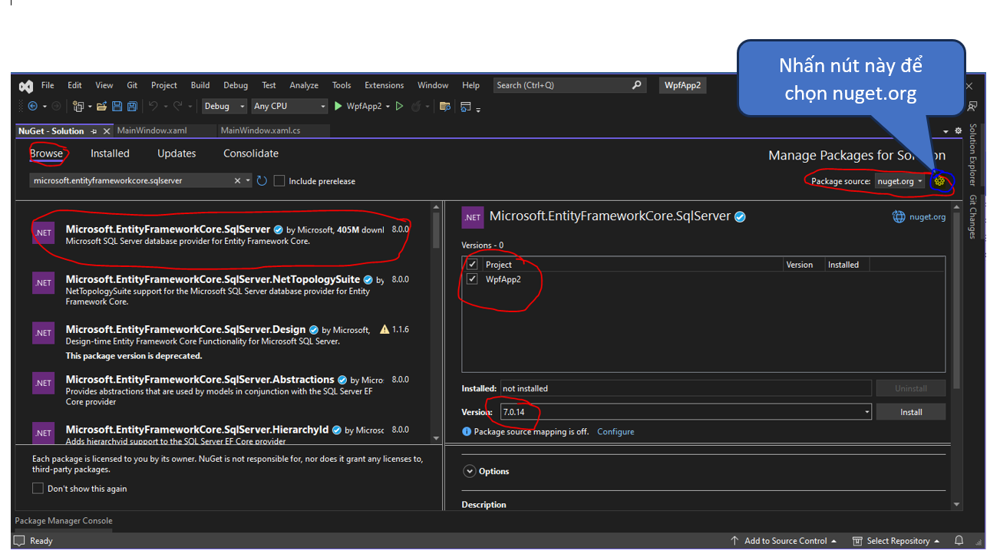 Nhấn nút này để
chọn nuget.org
File Edit View Git Project Build Debug Test Analyze Tools Extensions Window Help Search (Ctrl+Q) WpfApp2
Debug Any CPU WpfApp2
NuGet - Solution MainWindow.xaml MainWindow.xaml.cs
Browse Installed Updates Consolidate
Manage Packages for Solution
microsoft.entityframeworkcore.sqlserver Include prerelease
Package source: nuget.org
Solution Explorer
Git Changes
.NET
Microsoft.EntityFrameworkCore.SqlServer by Microsoft, 405M downl 8.0.0
Microsoft SQL Server database provider for Entity Framework Core.
.NET
Microsoft.EntityFrameworkCore.SqlServer.NetTopologySuite by 8.0.0
NetTopologySuite support for the Microsoft SQL Server database provider for Entity
Framework Core.
.NET
Microsoft.EntityFrameworkCore.SqlServer.Design by Microsoft, 1.1.6
Design-time Entity Framework Core Functionality for Microsoft SQL Server.
This package version is deprecated.
.NET
Microsoft.EntityFrameworkCore.SqlServer.Abstractions by Micro 8.0.0
Provides abstractions that are used by models in conjunction with the SQL Server EF
Core provider
.NET
Microsoft.EntityFrameworkCore.SqlServer.HierarchyId by Microsc 8.0.0
Adds hierarchyid support to the SQL Server EF Core provider
Each package is licensed to you by its owner. NuGet is not responsible for, nor does it grant any licenses to,
third-party packages.
Don't show this again
.NET
Microsoft.EntityFrameworkCore.SqlServer
nuget.org
Versions - 0
Project Version Installed
WpfApp2
Installed: not installed Uninstall
Version: 7.0.14 Install
Package source mapping is off. Configure
Options
Description
Package Manager Console
Ready Add to Source Control Select Repository